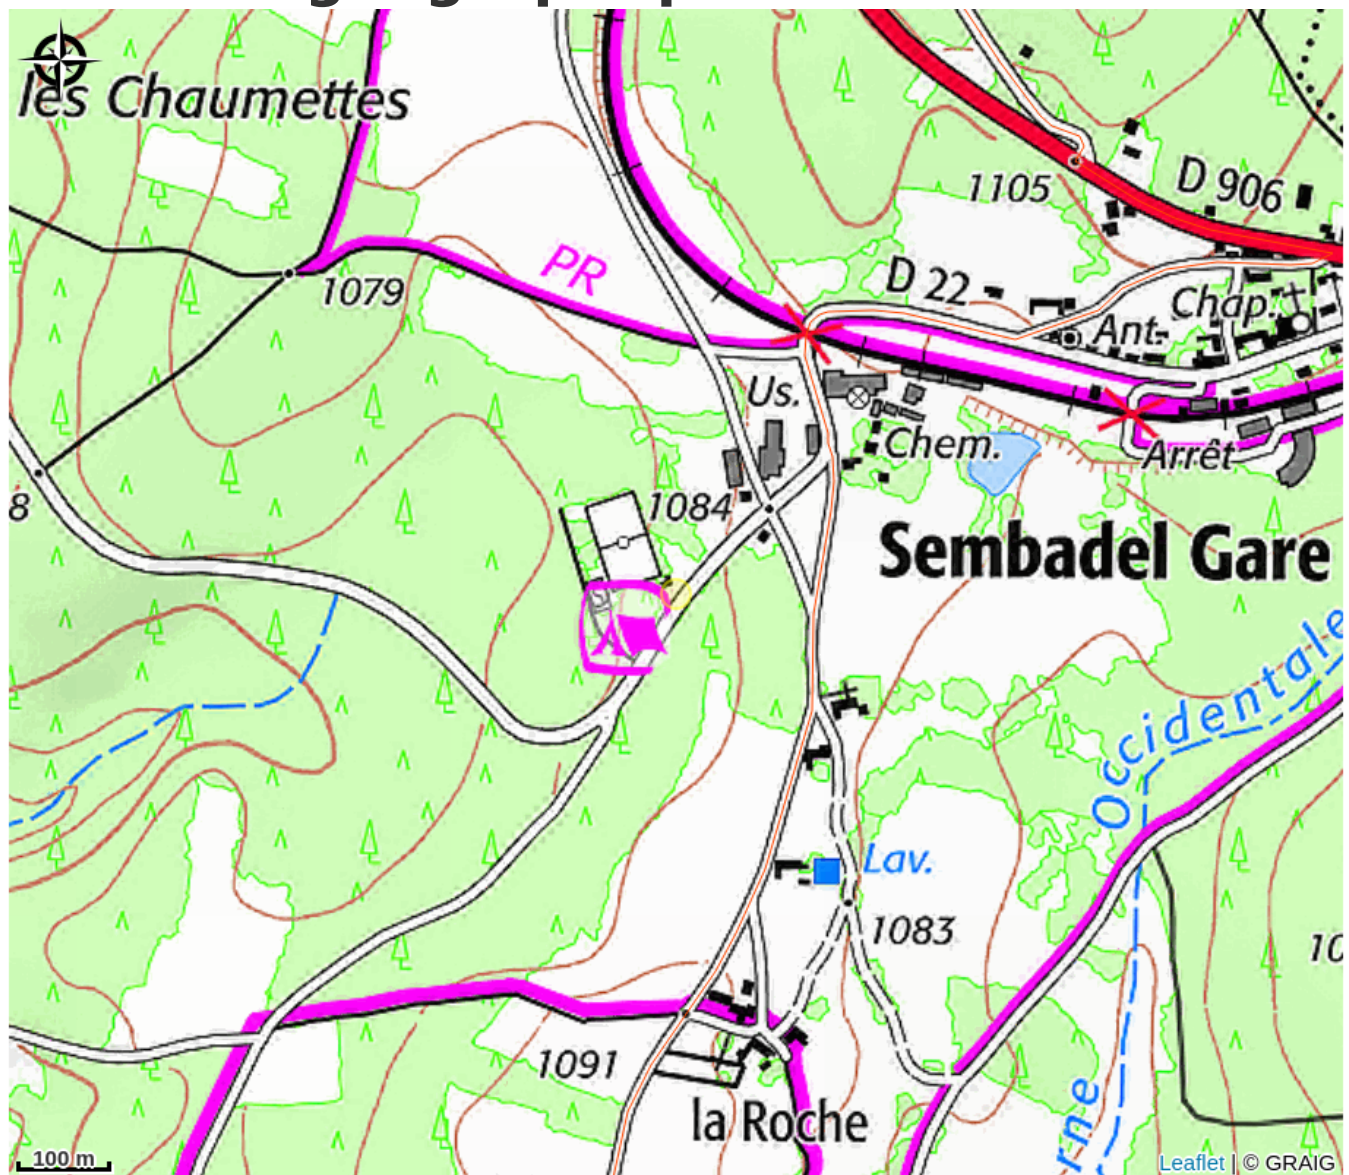 les Chaumettes
1105
D 906
PR
1079
D 22
Chap.
Ant.
Us.
Chem.
Arrêt
8
1084
Sembadel Gare
Occidentale
Lav.
1083
10
1091
la Roche
rne
100 m
Leaflet | © GRAIG